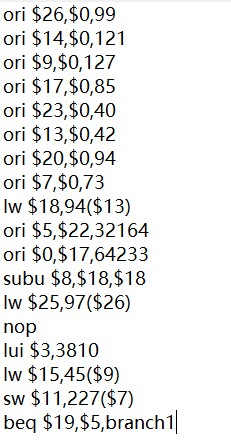 ori $26,$0,99
ori $14,$0,121
ori $9,$0,127
ori $17,$0,85
ori $23,$0,40
ori $13,$0,42
ori $20,$0,94
ori $7,$0,73
lw $18,94($13)
ori $5,$22,32164
ori $0,$17,64233
subu $8,$18,$18
lw $25,97($26)
nop
lui $3,3810
lw $15,45($9)
sw $11,227($7)
beq $19,$5,branch1